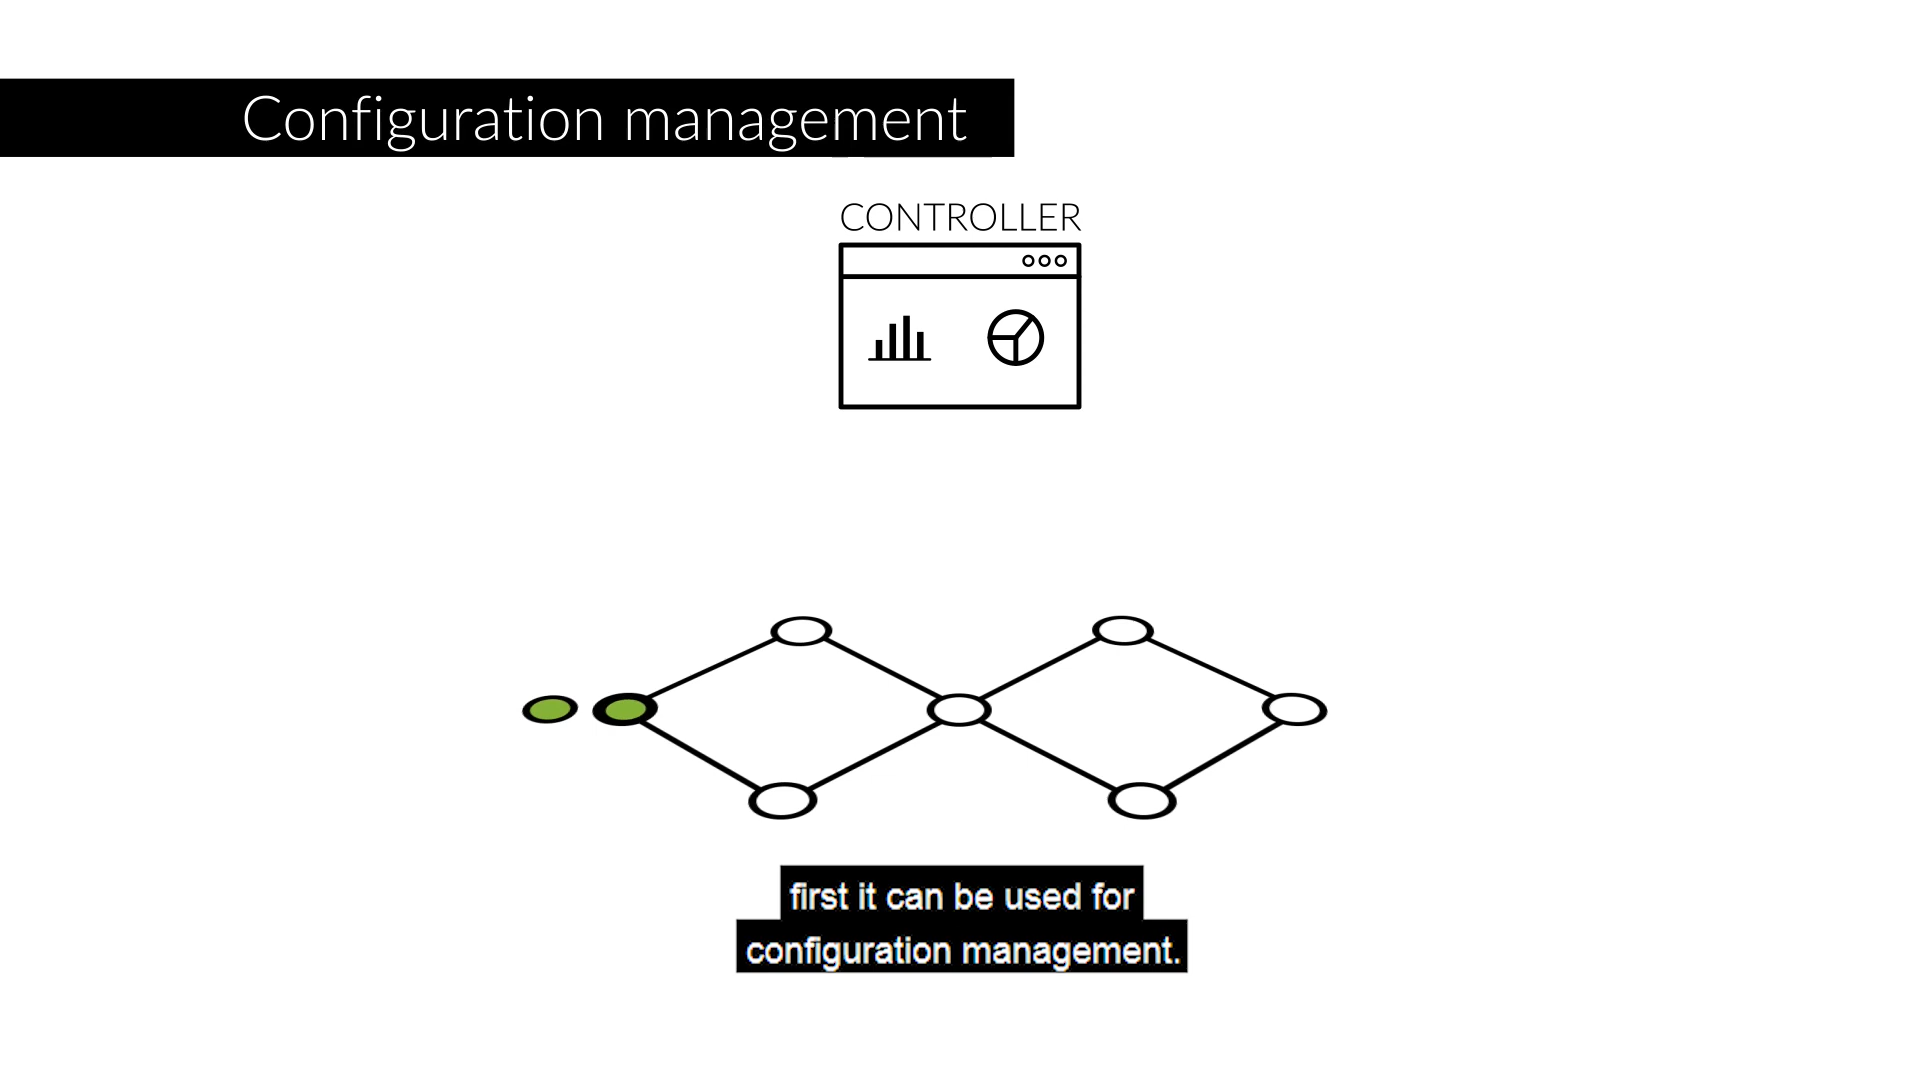 Configuration management
CONTROLLER
first it can be used for
configuration management.